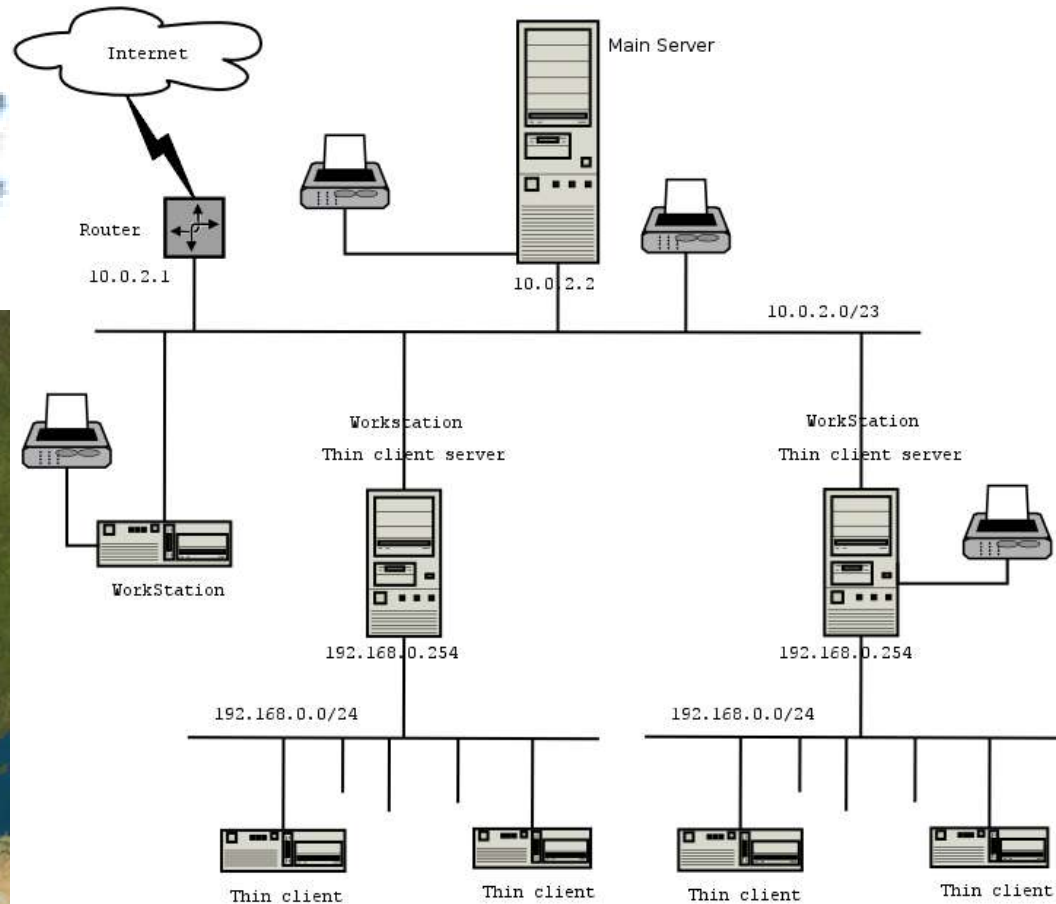 Internet
Main Server
Router
10.0.2.1
10.0.2.2
10.0.2.0/23
Workstation
Thin client server
WorkStation
Thin client server
WorkStation
192.168.0.254
192.168.0.254
192.168.0.0/24
192.168.0.0/24
Thin client
Thin client
Thin client
Thin client